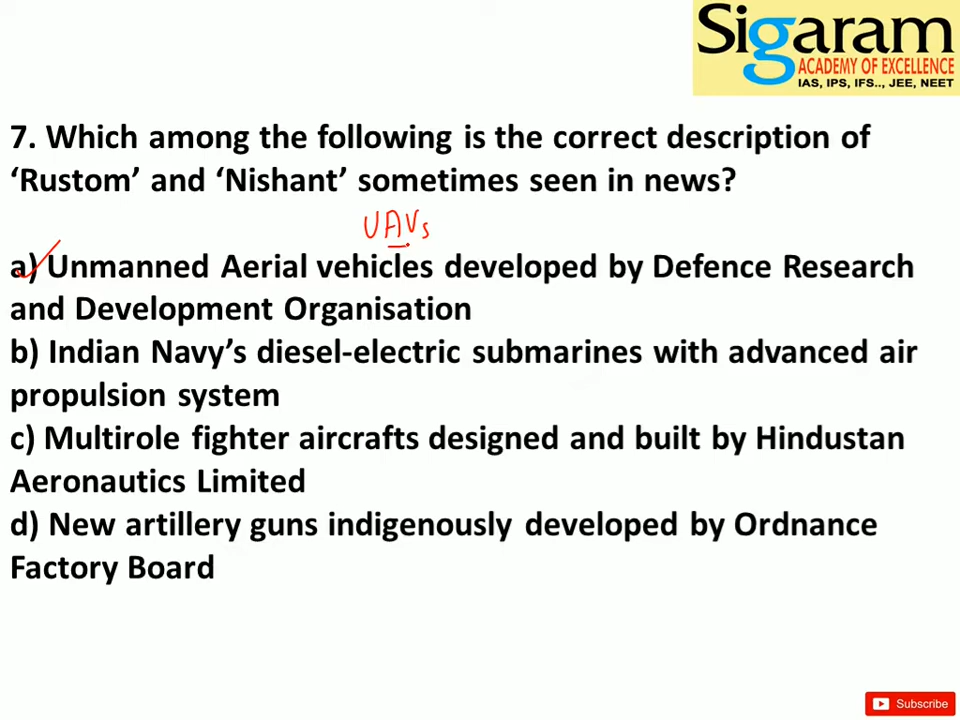 Sigaram
ACADEMY OF EXCELLENCE
IAS, IPS, IFS.., JEE, NEET
7. Which among the following is the correct description of
‘Rustom’ and ‘Nishant’ sometimes seen in news?
UAVs
a) Unmanned Aerial vehicles developed by Defence Research
and Development Organisation
b) Indian Navy’s diesel-electric submarines with advanced air
propulsion system
c) Multirole fighter aircrafts designed and built by Hindustan
Aeronautics Limited
d) New artillery guns indigenously developed by Ordnance
Factory Board
Subscribe